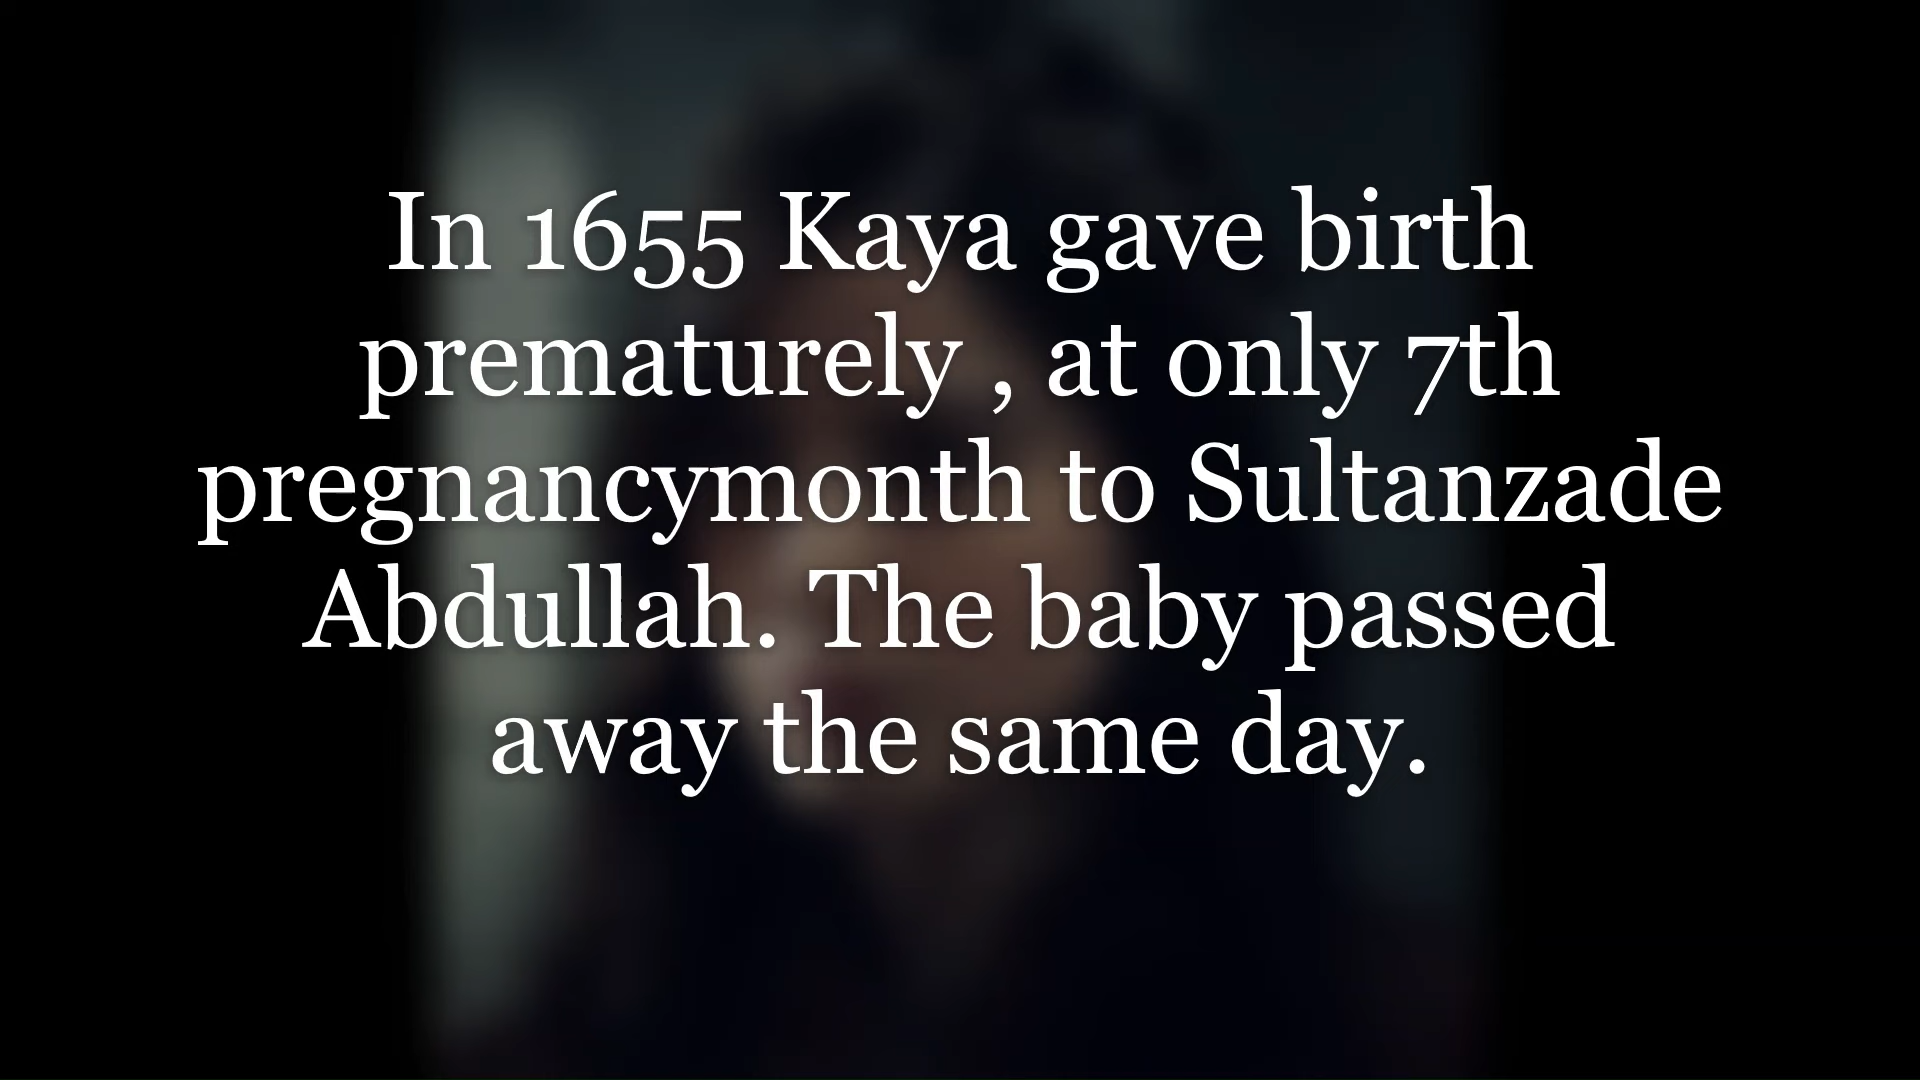 In 1655 Kaya gave birth
prematurely , at only 7th
pregnancymonth to Sultanzade
Abdullah. The baby passed
away the same day.